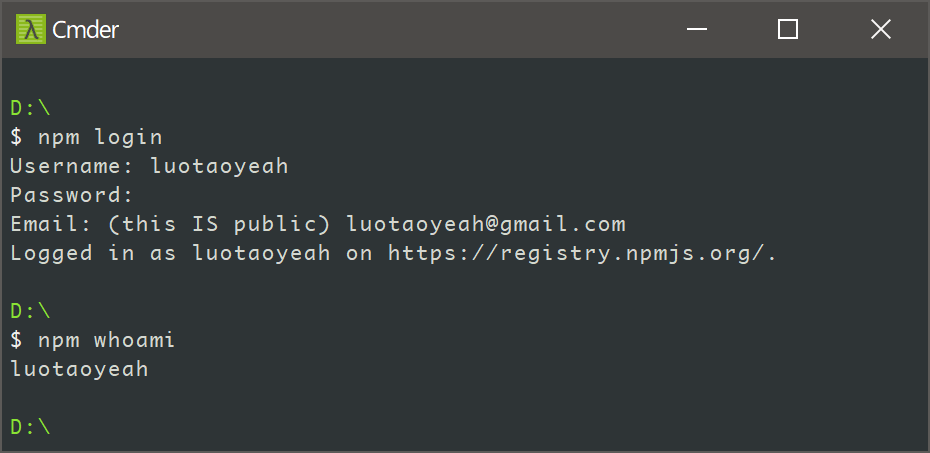 λ Cmder
D:\
$ npm login
Username: luotaoyeah
Password:
Email: (this IS public) luotaoyeah@gmail.com
Logged in as luotaoyeah on https://registry.npmjs.org/.
D:\
$ npm whoami
luotaoyeah
D:\